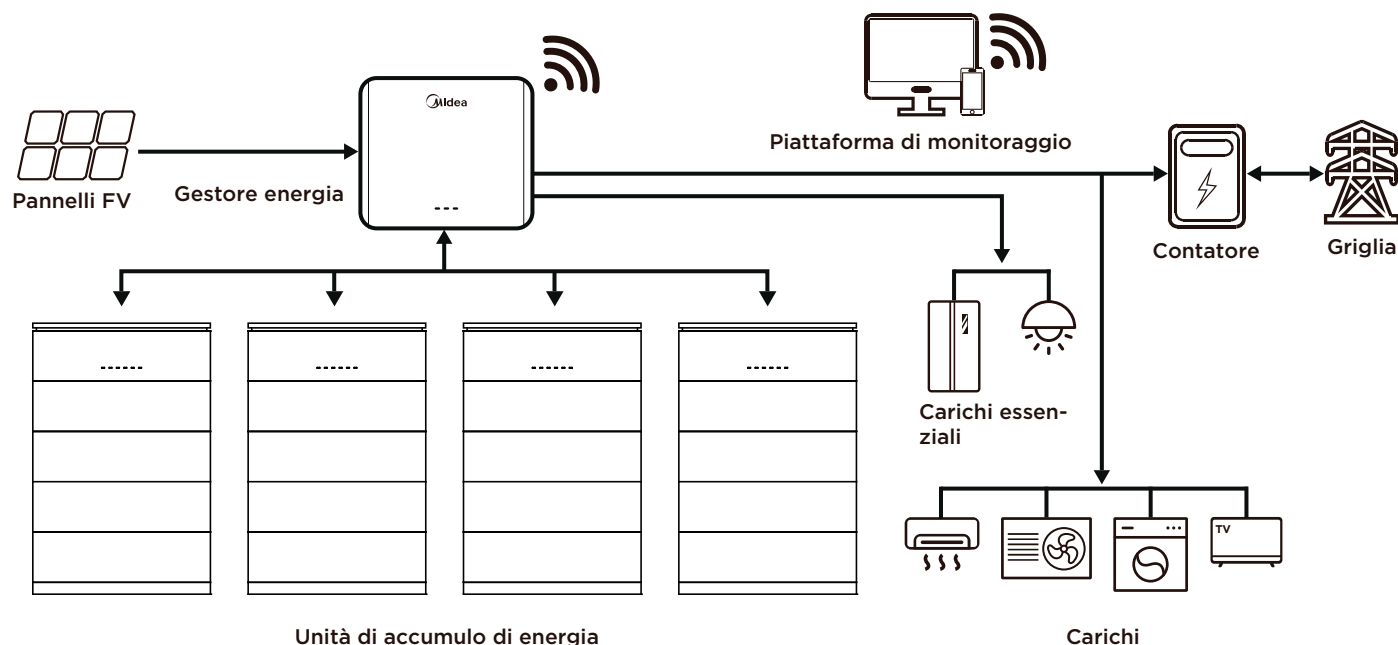 Midea
Piattaforma di monitoraggio
Pannelli FV
Gestore energia
Contatore
Griglia
Carichi essen-
ziali
TV
Unità di accumulo di energia
Carichi